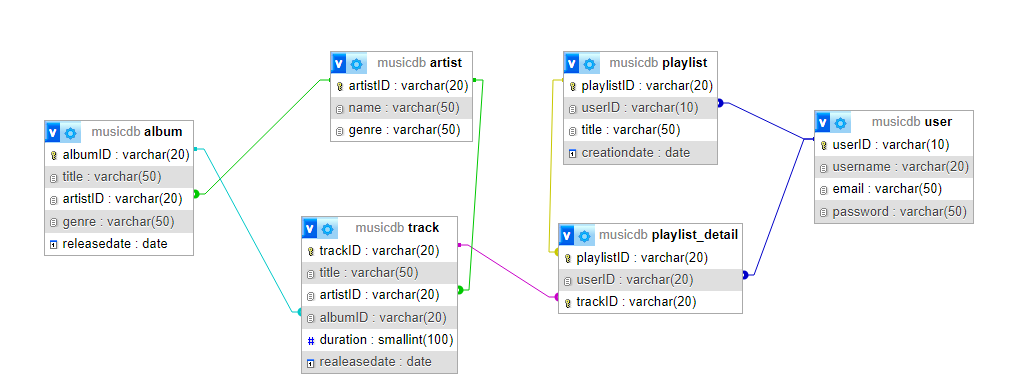 musicdb artist
artistID : varchar(20)
name : varchar(50)
genre : varchar(50)
musicdb playlist
playlistID : varchar(20)
userID : varchar(10)
title : varchar(50)
creationdate : date
musicdb user
userID : varchar(10)
username : varchar(20)
email : varchar(50)
password : varchar(50)
musicdb album
albumID : varchar(20)
title : varchar(50)
artistID : varchar(20)
genre : varchar(50)
releasedate : date
musicdb track
trackID : varchar(20)
title : varchar(50)
artistID : varchar(20)
albumID : varchar(20)
# duration : smallint(100)
realeasedate : date
musicdb playlist_detail
playlistID : varchar(20)
userID : varchar(20)
trackID : varchar(20)